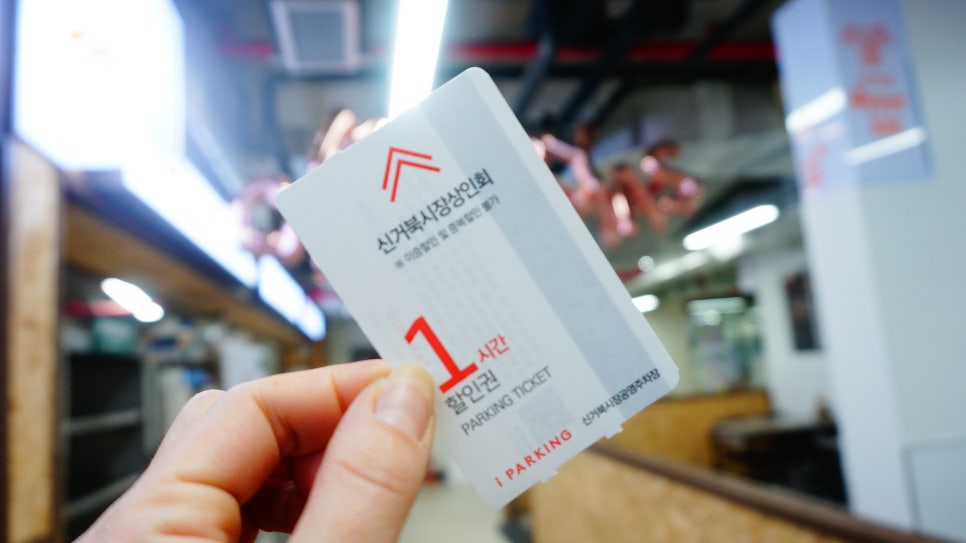 신거북시장상인회
※ 이중할인 및 중복할인 불가
1시간
할인권
PARKING TICKET
신거북시장공영주차장
i PARKING